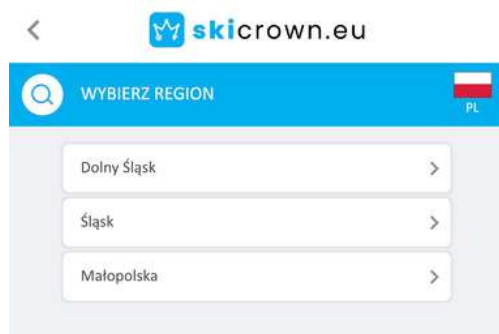 skicrown.eu
WYBIERZ REGION
PL
Dolny Śląsk
Śląsk
Małopolska